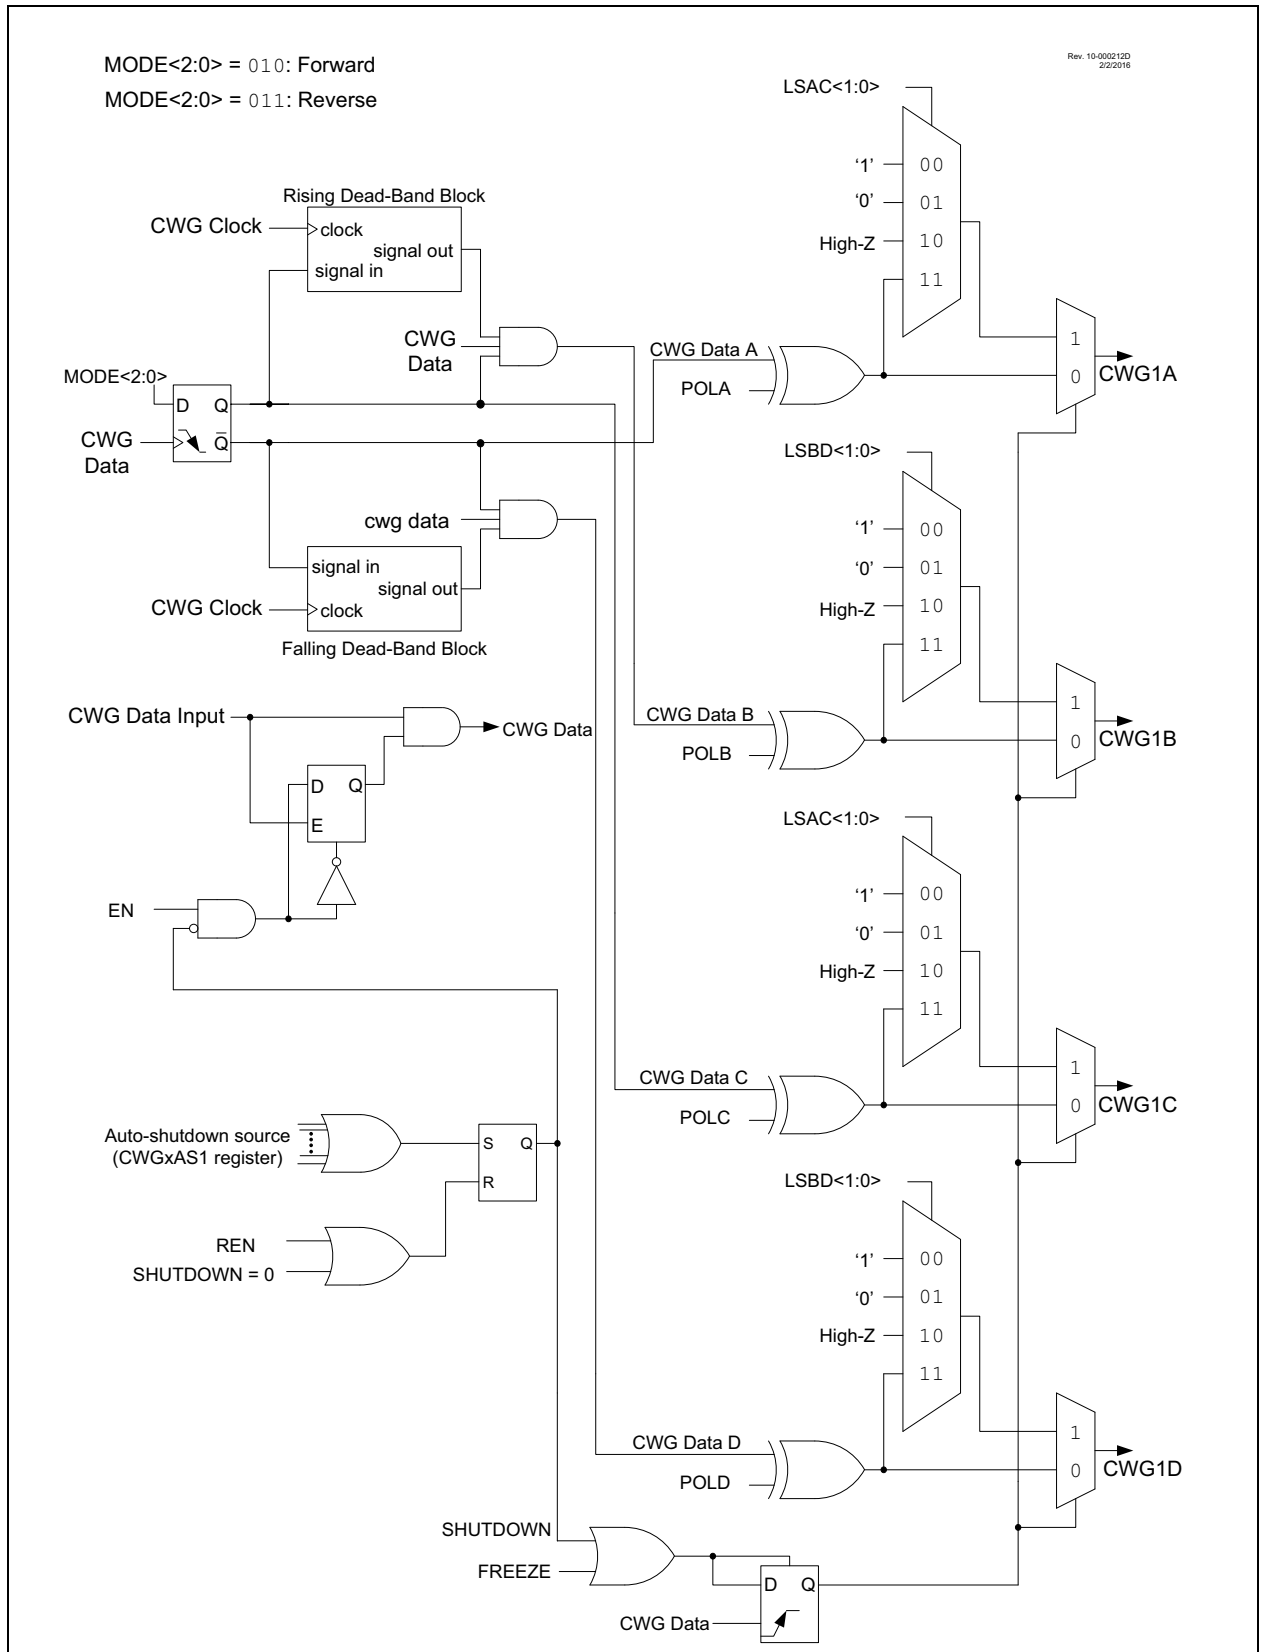 MODE<2:0> = 010: Forward
MODE<2:0> = 011: Reverse
Rev. 10-000212D
2/2/2016
LSAC<1:0>
'1' 00
'0' 01
High-Z 10
11
1
0
CWG1A
CWG Data A
POLA
Rising Dead-Band Block
CWG Clock
clock
signal out
signal in
CWG
Data
MODE<2:0>
D Q
CWG
Data
Q̅
cwg data
signal in
signal out
CWG Clock
clock
Falling Dead-Band Block
LSBD<1:0>
'1' 00
'0' 01
High-Z 10
11
1
0
CWG1B
CWG Data B
POLB
CWG Data Input
CWG Data
D Q
E
EN
LSAC<1:0>
'1' 00
'0' 01
High-Z 10
11
1
0
CWG1C
CWG Data C
POLC
Auto-shutdown source
(CWGxAS1 register)
S Q
R
REN
SHUTDOWN = 0
LSBD<1:0>
'1' 00
'0' 01
High-Z 10
11
1
0
CWG1D
CWG Data D
POLD
SHUTDOWN
FREEZE
D Q
CWG Data